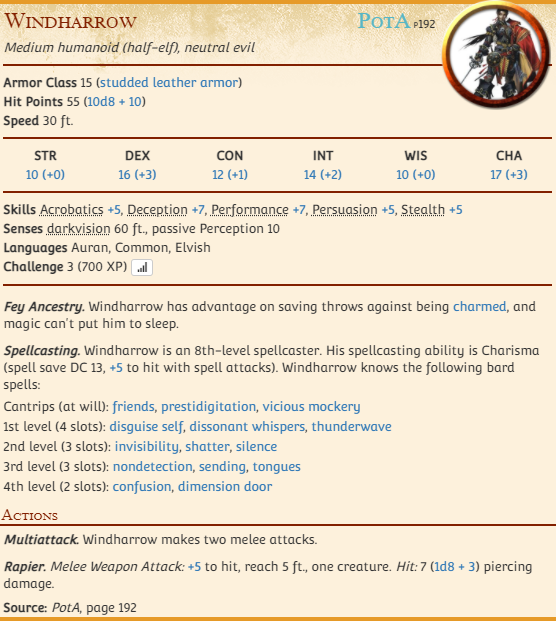 Windharrow PotA p192
Medium humanoid (half-elf), neutral evil
Armor Class 15 (studded leather armor)
Hit Points 55 (10d8 + 10)
Speed 30 ft.
STR DEX CON INT WIS CHA
10 (+0) 16 (+3) 12 (+1) 14 (+2) 10 (+0) 17 (+3)
Skills Acrobatics +5, Deception +7, Performance +7, Persuasion +5, Stealth +5
Senses darkvision 60 ft., passive Perception 10
Languages Auran, Common, Elvish
Challenge 3 (700 XP)
Fey Ancestry. Windharrow has advantage on saving throws against being charmed, and
magic can't put him to sleep.
Spellcasting. Windharrow is an 8th-level spellcaster. His spellcasting ability is Charisma
(spell save DC 13, +5 to hit with spell attacks). Windharrow knows the following bard
spells:
Cantrips (at will): friends, prestidigitation, vicious mockery
1st level (4 slots): disguise self, dissonant whispers, thunderwave
2nd level (3 slots): invisibility, shatter, silence
3rd level (3 slots): nondetection, sending, tongues
4th level (2 slots): confusion, dimension door
Actions
Multiattack. Windharrow makes two melee attacks.
Rapier. Melee Weapon Attack: +5 to hit, reach 5 ft., one creature. Hit: 7 (1d8 + 3) piercing
damage.
Source: PotA, page 192